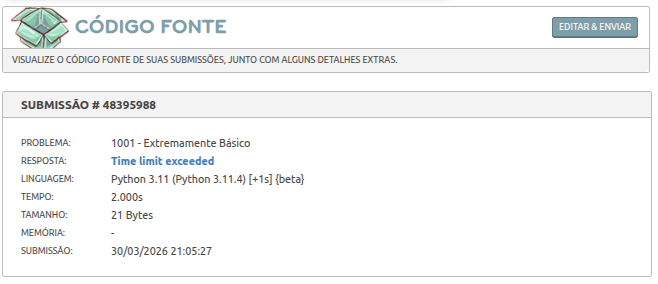 CÓDIGO FONTE
EDITAR & ENVIAR
VISUALIZE O CÓDIGO FONTE DE SUAS SUBMISSÕES, JUNTO COM ALGUNS DETALHES EXTRAS.
SUBMISSÃO # 48395988
PROBLEMA: 1001 - Extremamente Básico
RESPOSTA: Time limit exceeded
LINGUAGEM: Python 3.11 (Python 3.11.4) [+1s] {beta}
TEMPO: 2.000s
TAMANHO: 21 Bytes
MEMÓRIA: -
SUBMISSÃO: 30/03/2026 21:05:27